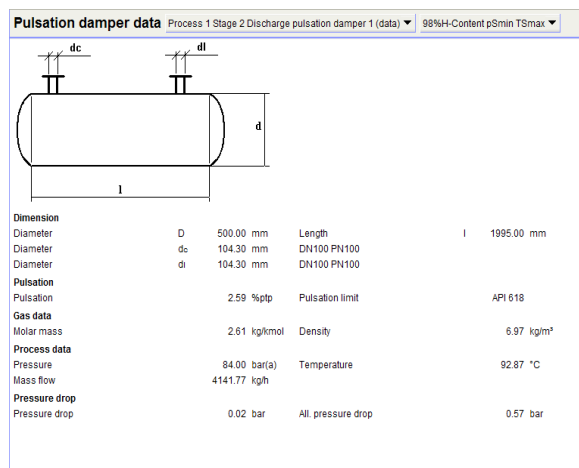 Pulsation damper data Process 1 Stage 2 Discharge pulsation damper 1 (data) 98%H-Content pSmin TSmax
dc dl
d
l
Dimension
Diameter D 500.00 mm Length l 1995.00 mm
Diameter dc 104.30 mm DN100 PN100
Diameter dl 104.30 mm DN100 PN100
Pulsation
Pulsation 2.59 %ptp Pulsation limit API 618
Gas data
Molar mass 2.61 kg/kmol Density 6.97 kg/m³
Process data
Pressure 84.00 bar(a) Temperature 92.87 °C
Mass flow 4141.77 kg/h
Pressure drop
Pressure drop 0.02 bar All. pressure drop 0.57 bar